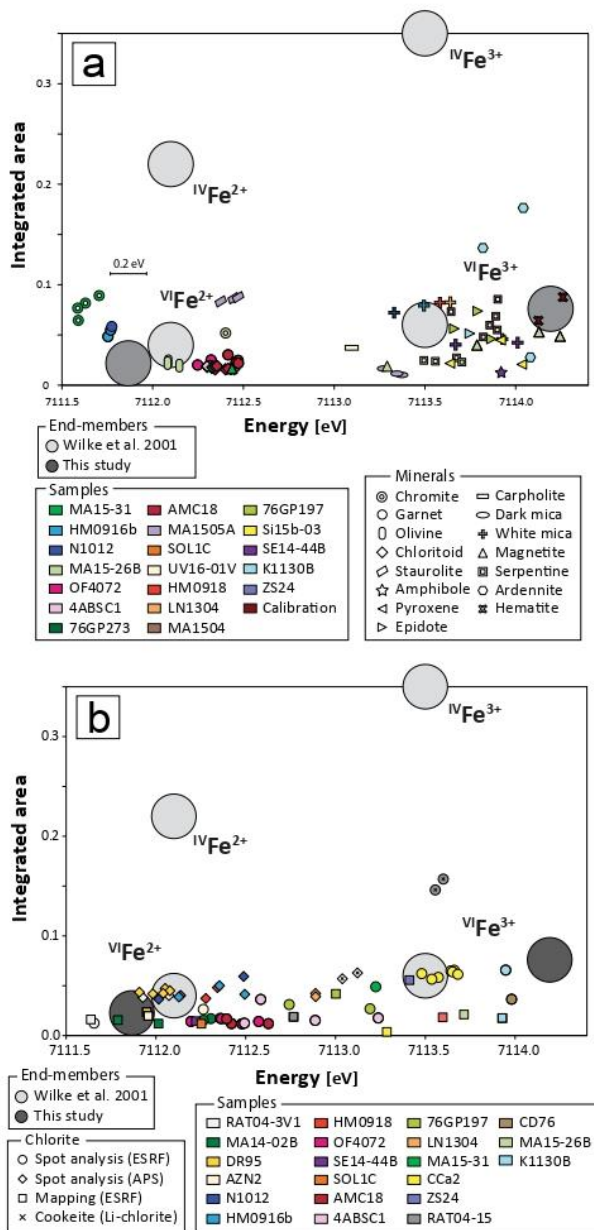 a
0.3
0.2
0.1
0
Integrated area
IVFe3+
IVFe2+
0.2 eV
VIFe2+
VIFe3+
7111.5 7112.0 7112.5 7113.0 7113.5 7114.0
Energy [eV]
End-members
Wilke et al. 2001
This study
Samples
MA15-31 AMC18 76GP197
HM0916b MA1505A Si15b-03
N1012 SOL1C SE14-44B
MA15-26B UV16-01V K1130B
OF4072 HM0918 ZS24
4ABSC1 LN1304 Calibration
76GP273 MA1504
Minerals
Chromite Carpholite
Garnet Dark mica
Olivine White mica
Chloritoid Magnetite
Staurolite Serpentine
Amphibole Ardennite
Pyroxene Hematite
Epidote
b
0.3
0.2
0.1
0.0
Integrated area
IVFe3+
IVFe2+
VIFe2+
VIFe3+
7111.5 7112.0 7112.5 7113.0 7113.5 7114.0
Energy [eV]
End-members
Wilke et al. 2001
This study
Chlorite
Spot analysis (ESRF)
Spot analysis (APS)
Mapping (ESRF)
Cookeite (Li-chlorite)
Samples
RAT04-3V1 HM0918 76GP197 CD76
MA14-02B OF4072 LN1304 MA15-26B
DR95 SE14-44B MA15-31 K1130B
AZN2 SOL1C CCa2
N1012 AMC18 ZS24
HM0916b 4ABSC1 RAT04-15